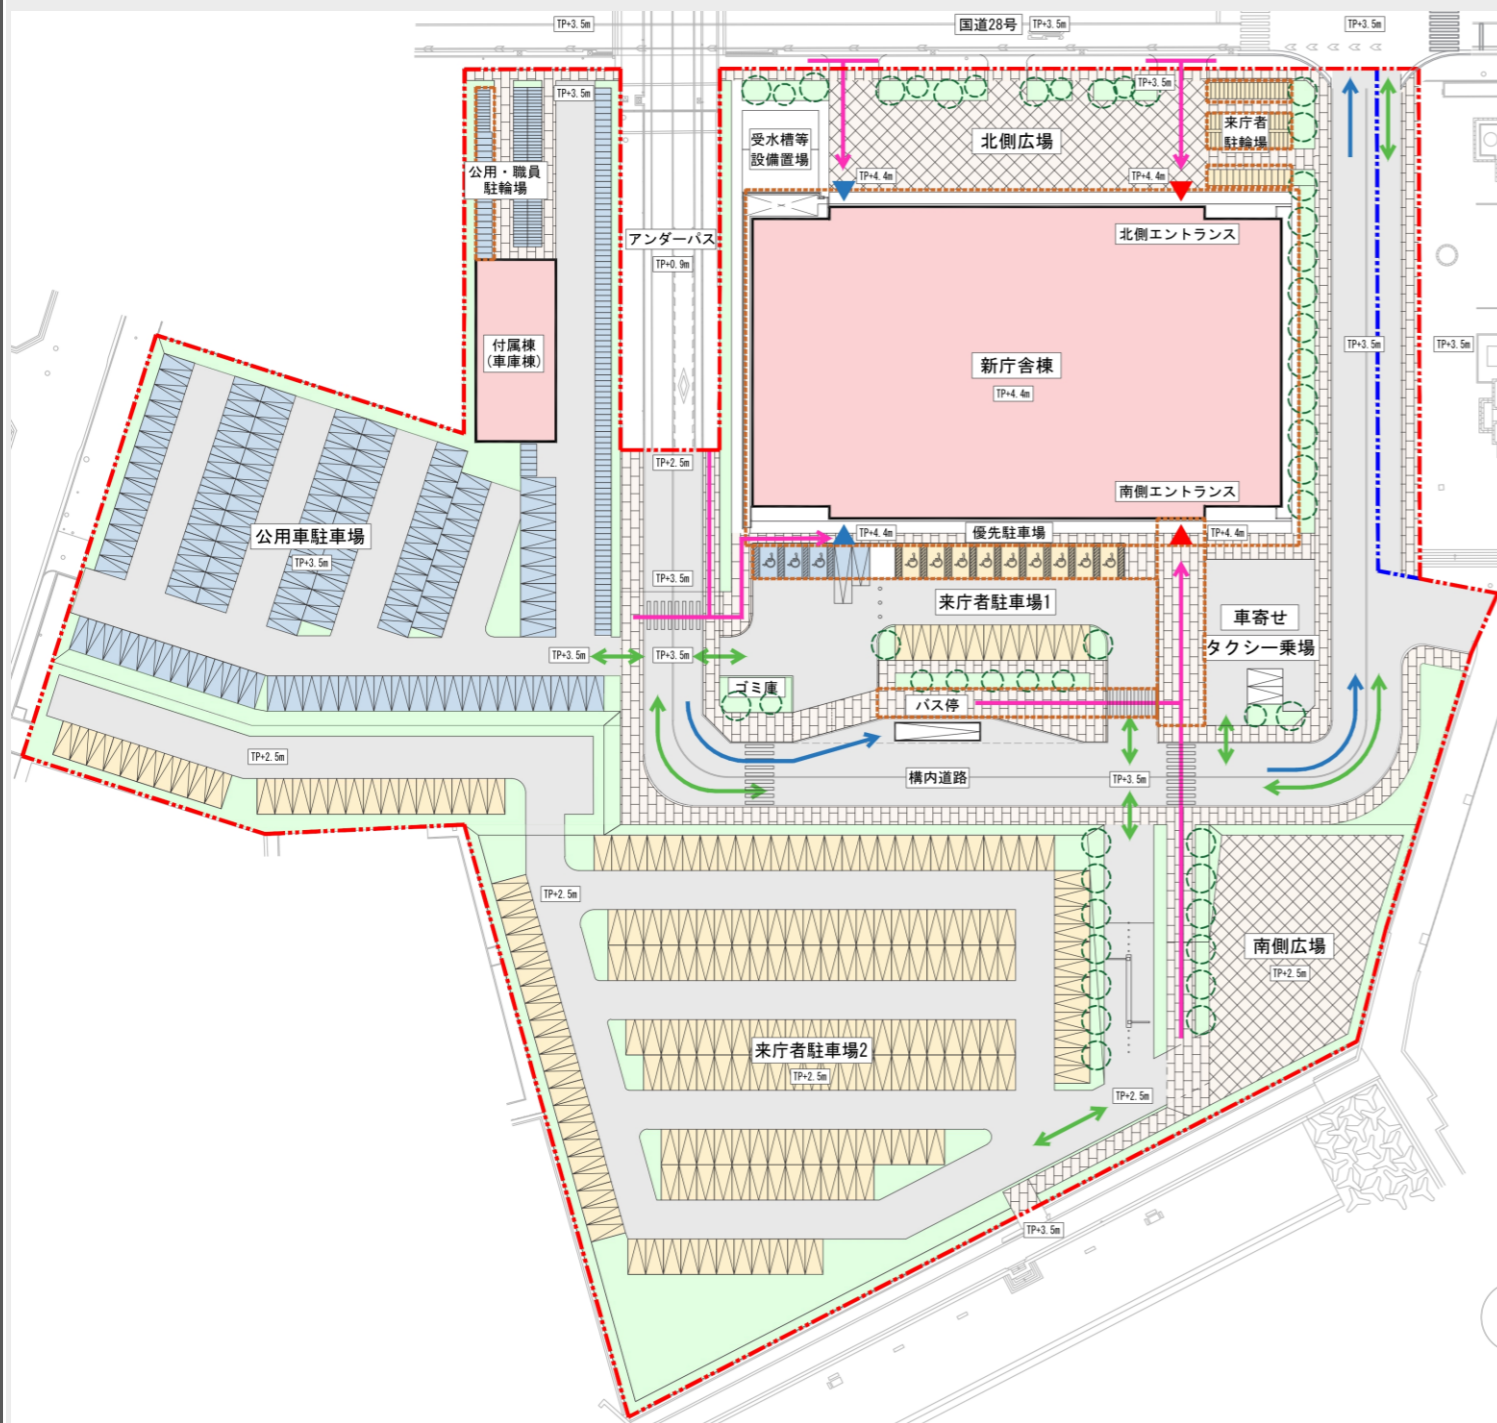 TP+3.5m
国道28号
TP+3.5m
TP+3.5m
TP+3.5m
TP+3.5m
受水槽等
設備置場
北側広場
来庁者
駐輪場
公用・職員
駐輪場
TP+4.4m
TP+4.4m
アンダーパス
TP+0.9m
北側エントランス
付属棟
(車庫棟)
新庁舎棟
TP+4.4m
TP+3.5m
TP+3.5m
TP+2.5m
南側エントランス
公用車駐車場
TP+3.5m
TP+4.4m
優先駐車場
TP+4.4m
TP+3.5m
来庁者駐車場1
車寄せ
タクシー乗場
TP+3.5m
TP+3.5m
ゴミ庫
バス停
TP+2.5m
構内道路
TP+3.5m
TP+2.5m
南側広場
TP+2.5m
来庁者駐車場2
TP+2.5m
TP+2.5m
TP+3.5m